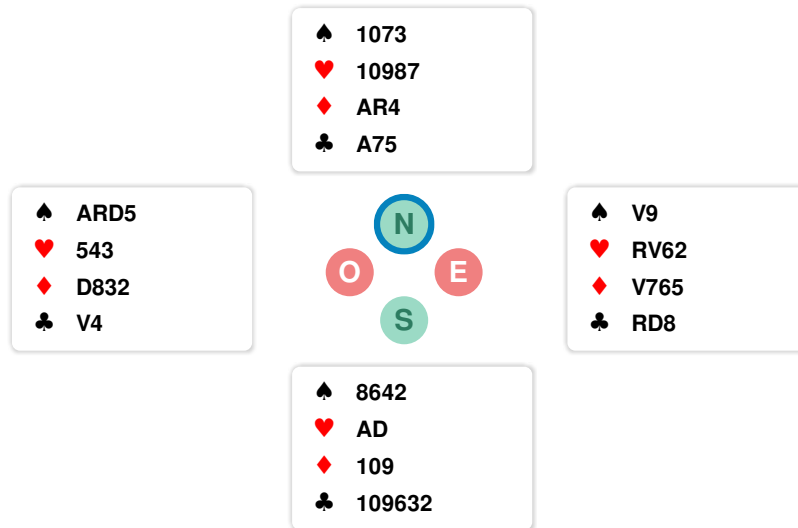 ♠ 1073
♥ 10987
♦ AR4
♣ A75
♠ ARD5
♥ 543
♦ D832
♣ V4
N
O E
S
♠ V9
♥ RV62
♦ V765
♣ RD8
♠ 8642
♥ AD
♦ 109
♣ 109632